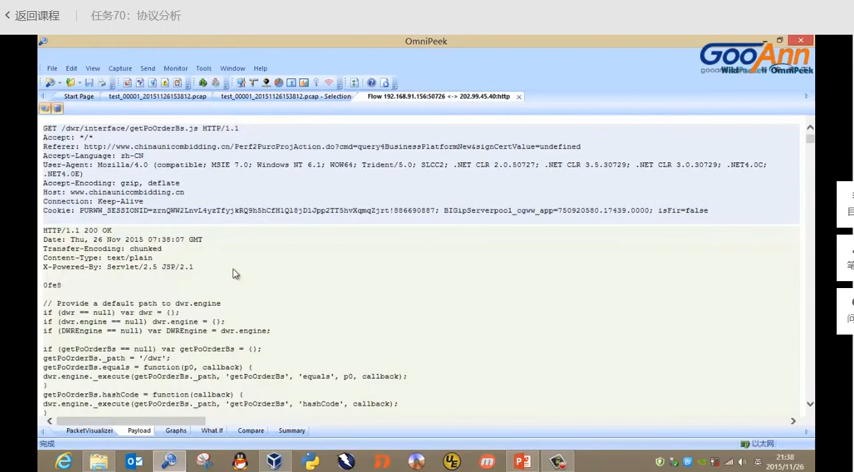 返回课程
任务70：协议分析
OmniPeek
File Edit View Capture Send Monitor Tools Window Help
GOOANN
WildPackets OmniPeek
Start Page
test_00001_20151126153812.pcap
test_00001_20151126153812.pcap - Selection
Flow 192.168.91.156:50726 <-> 202.99.45.40:http
GET /dwr/interface/getPoOrderBs.js HTTP/1.1
Accept: */*
Referer: http://www.chinaunicombidding.cn/Perf2PurcProjAction.do?cmd=query4BusinessPlatformNew&signCertValue=undefined
Accept-Language: zh-CN
User-Agent: Mozilla/4.0 (compatible; MSIE 7.0; Windows NT 6.1; WOW64; Trident/5.0; SLCC2; .NET CLR 2.0.50727; .NET CLR 3.5.30729; .NET CLR 3.0.30729; .NET4.0C;
.NET4.0E)
Accept-Encoding: gzip, deflate
Host: www.chinaunicombidding.cn
Connection: Keep-Alive
Cookie: BIGipServerpool_cgww_app=750920580.17439.0000; isFir=false
HTTP/1.1 200 OK
Date: Thu, 26 Nov 2015 07:38:07 GMT
Transfer-Encoding: chunked
Content-Type: text/plain
X-Powered-By: Servlet/2.5 JSP/2.1
0fe8
// Provide a default path to dwr.engine
if (dwr == null) var dwr = {};
if (dwr.engine == null) dwr.engine = {};
if (DWREngine == null) var DWREngine = dwr.engine;
if (getPoOrderBs == null) var getPoOrderBs = {};
getPoOrderBs._path = '/dwr';
getPoOrderBs.equals = function(p0, callback) {
dwr.engine._execute(getPoOrderBs._path, 'getPoOrderBs', 'equals', p0, callback);
}
getPoOrderBs.hashCode = function(callback) {
dwr.engine._execute(getPoOrderBs._path, 'getPoOrderBs', 'hashCode', callback);
}
PacketVisualizer Payload Graphs What If Compare Summary
完成
以太网
英
21:38
2015/11/26